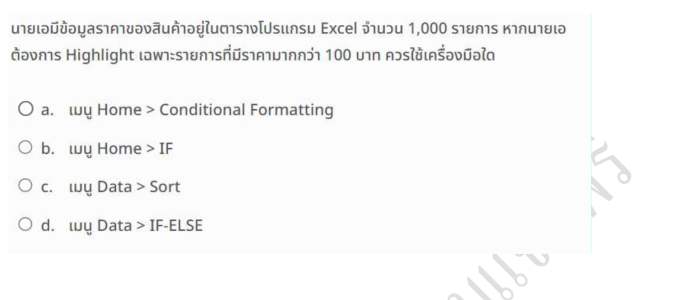 นายเอมีข้อมูลราคาของสินค้าอยู่ในตารางโปรแกรม Excel จำนวน 1,000 รายการ หากนายเอ
ต้องการ Highlight เฉพาะรายการที่มีราคามากกว่า 100 บาท ควรใช้เครื่องมือใด
a. เมนู Home > Conditional Formatting
b. เมนู Home > IF
c. เมนู Data > Sort
d. เมนู Data > IF-ELSE